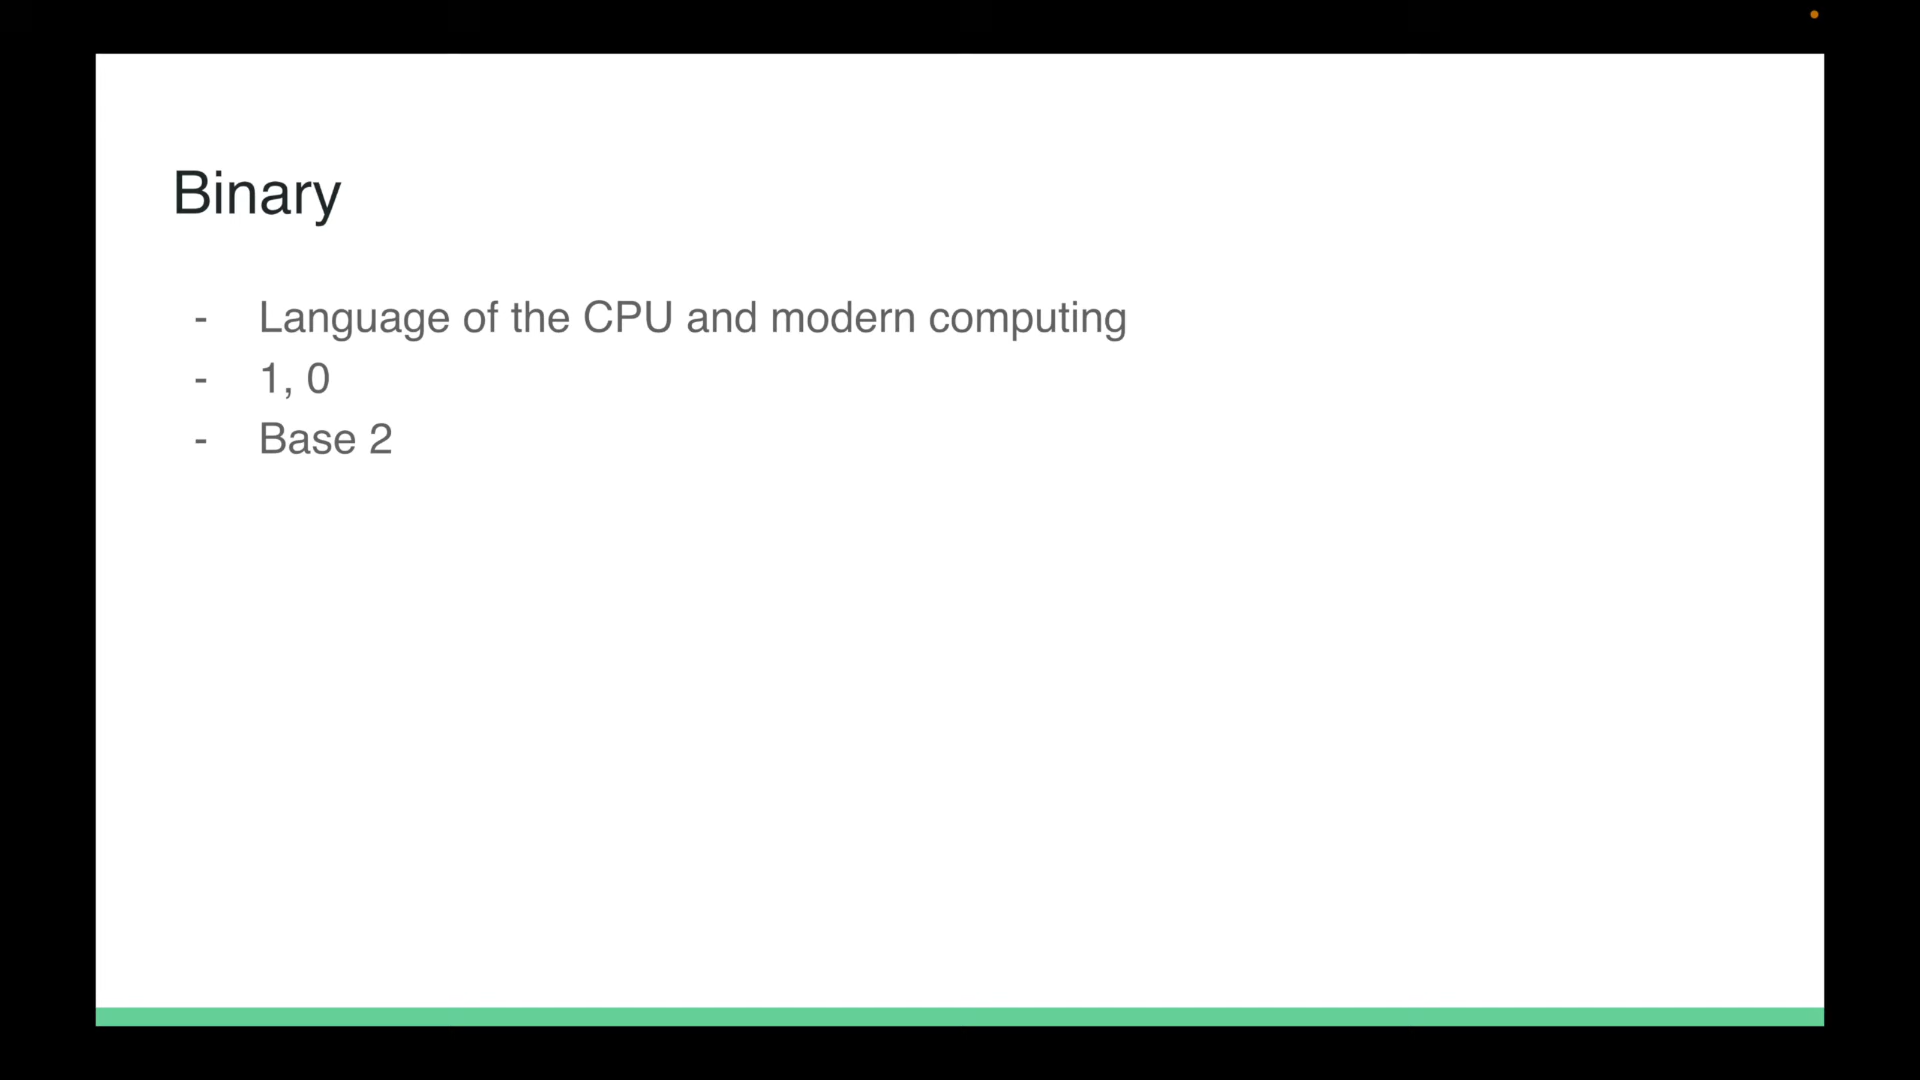 Binary
- Language of the CPU and modern computing
- 1, 0
- Base 2